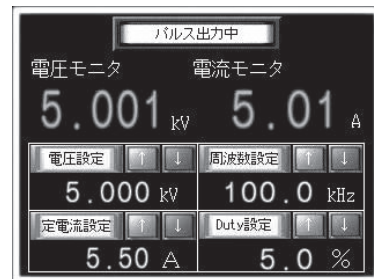 パルス出力中
電圧モニタ 電流モニタ
5.001 kV 5.01 A
電圧設定 ↑ ↓ 周波数設定 ↑ ↓
5.000 kV 100.0 kHz
定電流設定 ↑ ↓ Duty設定 ↑ ↓
5.50 A 5.0 %